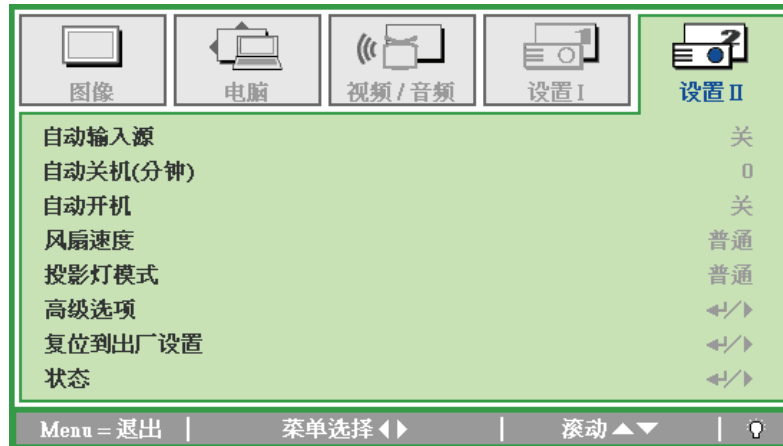 图像 电脑 视频 / 音频 设置 I 设置 II
自动输入源 关
自动关机(分钟) 0
自动开机 关
风扇速度 普通
投影灯模式 普通
高级选项
复位到出厂设置
状态
Menu = 退出 菜单选择 滚动